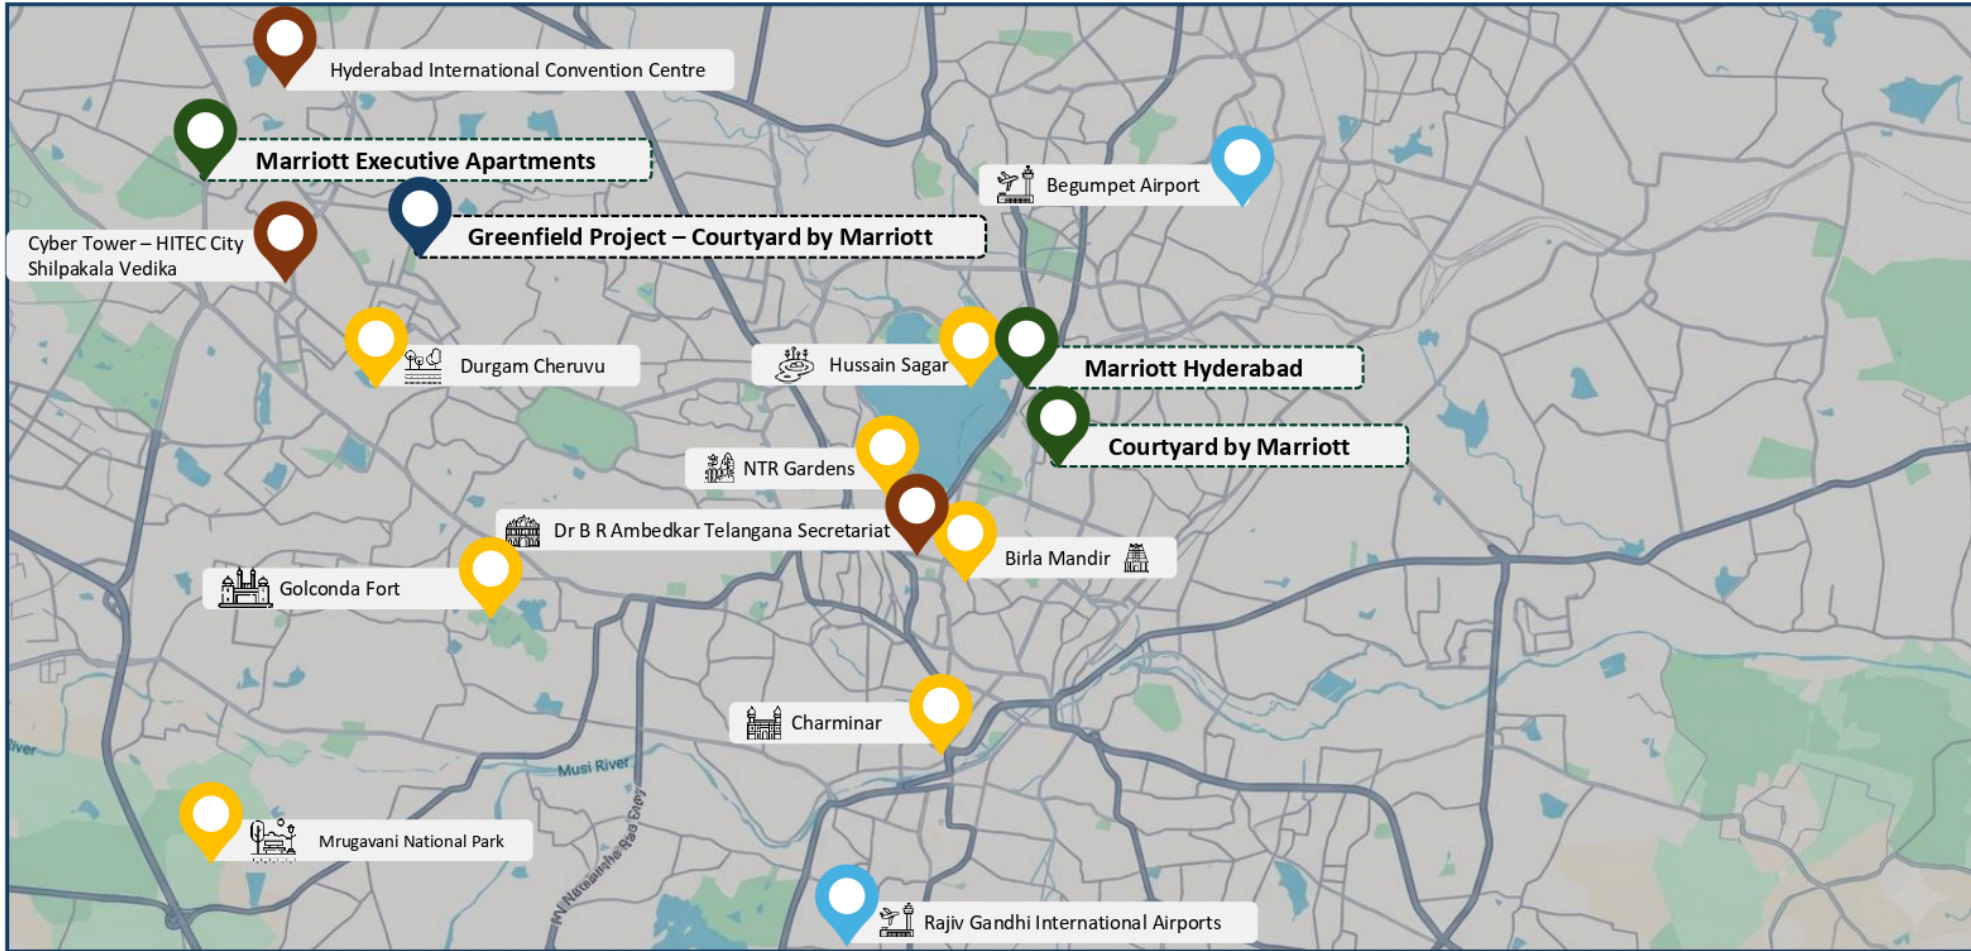 Hyderabad International Convention Centre
Marriott Executive Apartments
Begumpet Airport
Greenfield Project – Courtyard by Marriott
Cyber Tower – HITEC City
Shilpakala Vedika
Durgam Cheruvu
Hussain Sagar
Marriott Hyderabad
Courtyard by Marriott
NTR Gardens
Dr B R Ambedkar Telangana Secretariat
Birla Mandir
Golconda Fort
Charminar
Musi River
Mrugavani National Park
Rajiv Gandhi International Airports